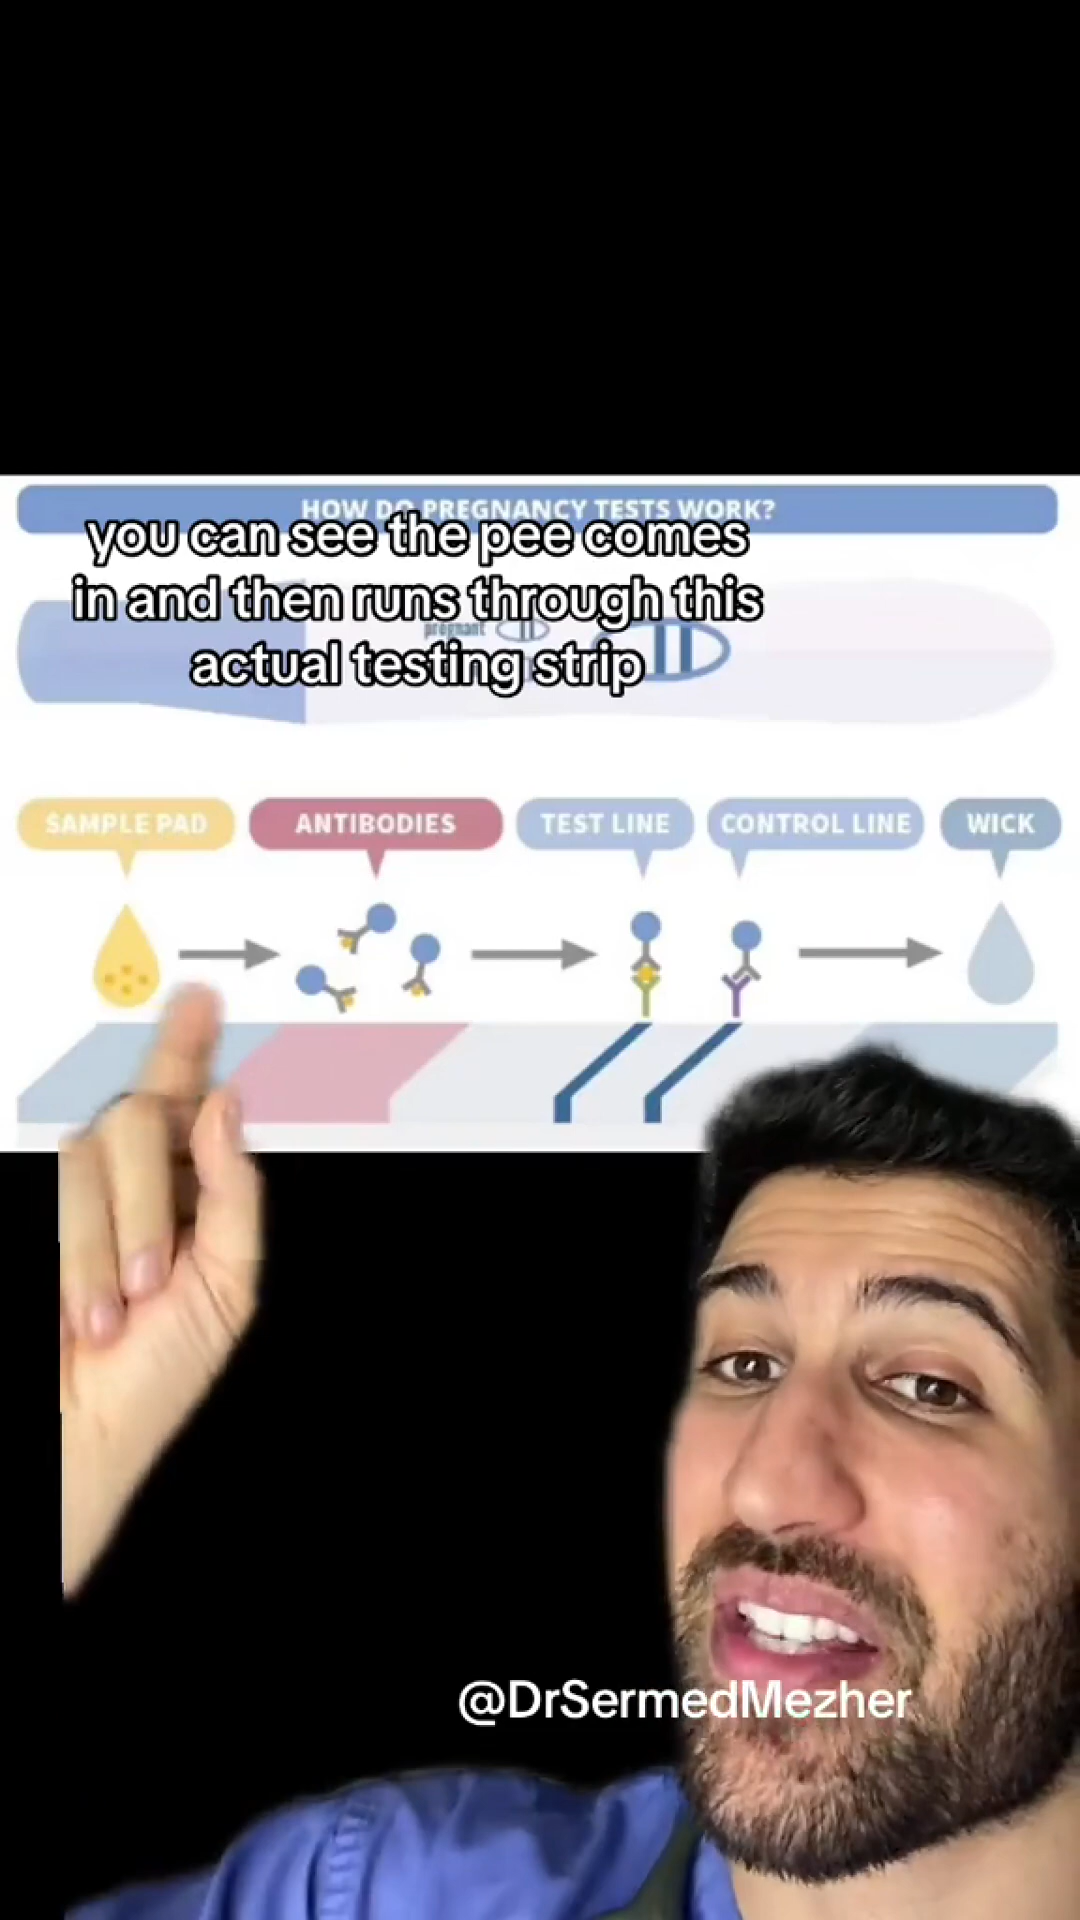 HOW DO PREGNANCY TESTS WORK?
you can see the pee comes
in and then runs through this
actual testing strip
pregnant
SAMPLE PAD
ANTIBODIES
TEST LINE
CONTROL LINE
WICK
@DrSermedMezher